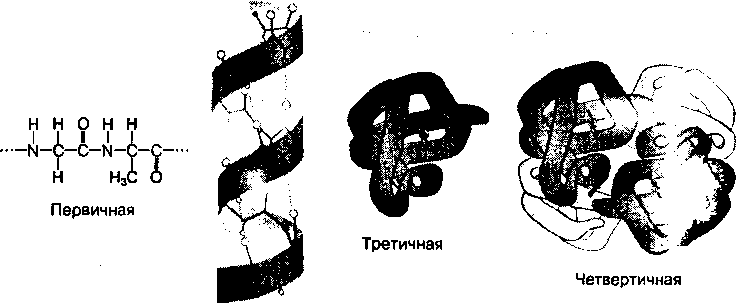 H H O H H
N C C N C C
H H₃C O
Первичная
Третичная
Четвертичная